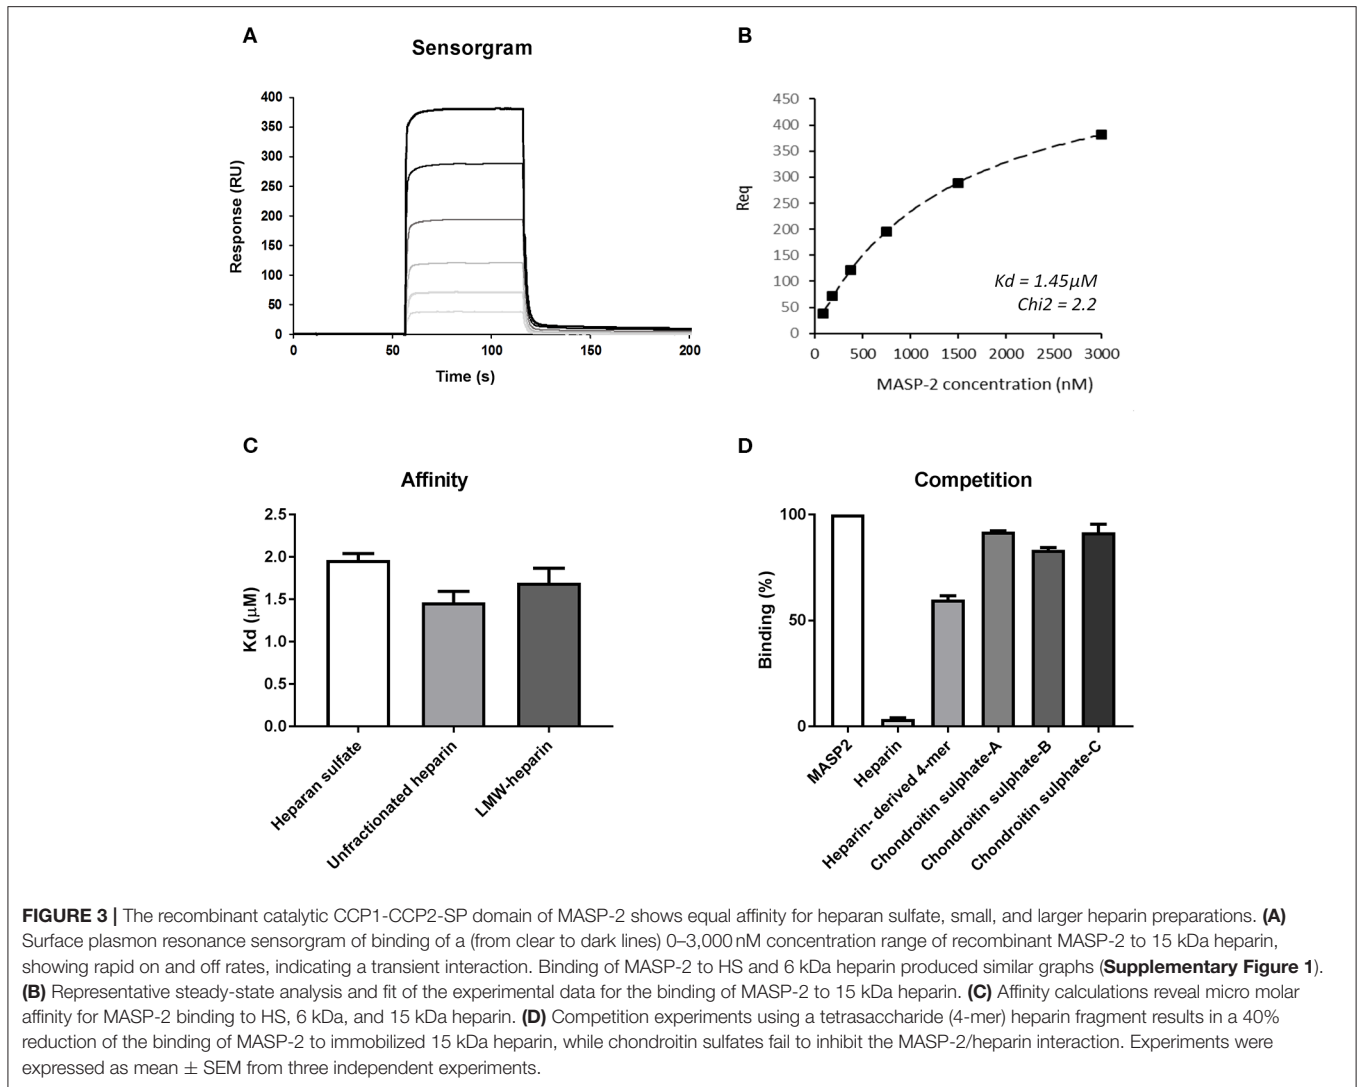 A
Sensorgram
Response (RU)
400
350
300
250
200
150
100
50
0
0 50 100 150 200
Time (s)
B
Req
450
400
350
300
250
200
150
100
50
0
Kd = 1.45µM
Chi2 = 2.2
0 500 1000 1500 2000 2500 3000
MASP-2 concentration (nM)
C
Affinity
Kd (µM)
2.5
2.0
1.5
1.0
0.5
0.0
Heparan sulfate
Unfractionated heparin
LMW-heparin
D
Competition
Binding (%)
100
50
0
MASP2
Heparin
Heparin- derived 4-mer
Chondroitin sulphate-A
Chondroitin sulphate-B
Chondroitin sulphate-C
FIGURE 3 | The recombinant catalytic CCP1-CCP2-SP domain of MASP-2 shows equal affinity for heparan sulfate, small, and larger heparin preparations. (A)
Surface plasmon resonance sensorgram of binding of a (from clear to dark lines) 0–3,000 nM concentration range of recombinant MASP-2 to 15 kDa heparin,
showing rapid on and off rates, indicating a transient interaction. Binding of MASP-2 to HS and 6 kDa heparin produced similar graphs (Supplementary Figure 1).
(B) Representative steady-state analysis and fit of the experimental data for the binding of MASP-2 to 15 kDa heparin. (C) Affinity calculations reveal micro molar
affinity for MASP-2 binding to HS, 6 kDa, and 15 kDa heparin. (D) Competition experiments using a tetrasaccharide (4-mer) heparin fragment results in a 40%
reduction of the binding of MASP-2 to immobilized 15 kDa heparin, while chondroitin sulfates fail to inhibit the MASP-2/heparin interaction. Experiments were
expressed as mean ± SEM from three independent experiments.